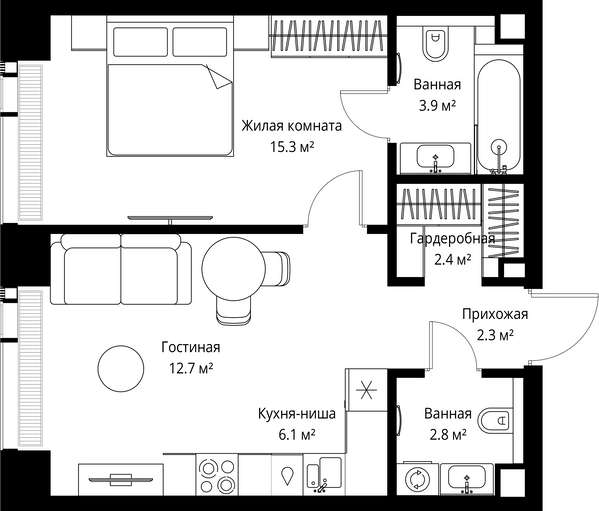 Ванная
3.9 м²
Жилая комната
15.3 м²
Гардеробная
2.4 м²
Прихожая
2.3 м²
Гостиная
12.7 м²
Кухня-ниша
6.1 м²
Ванная
2.8 м²